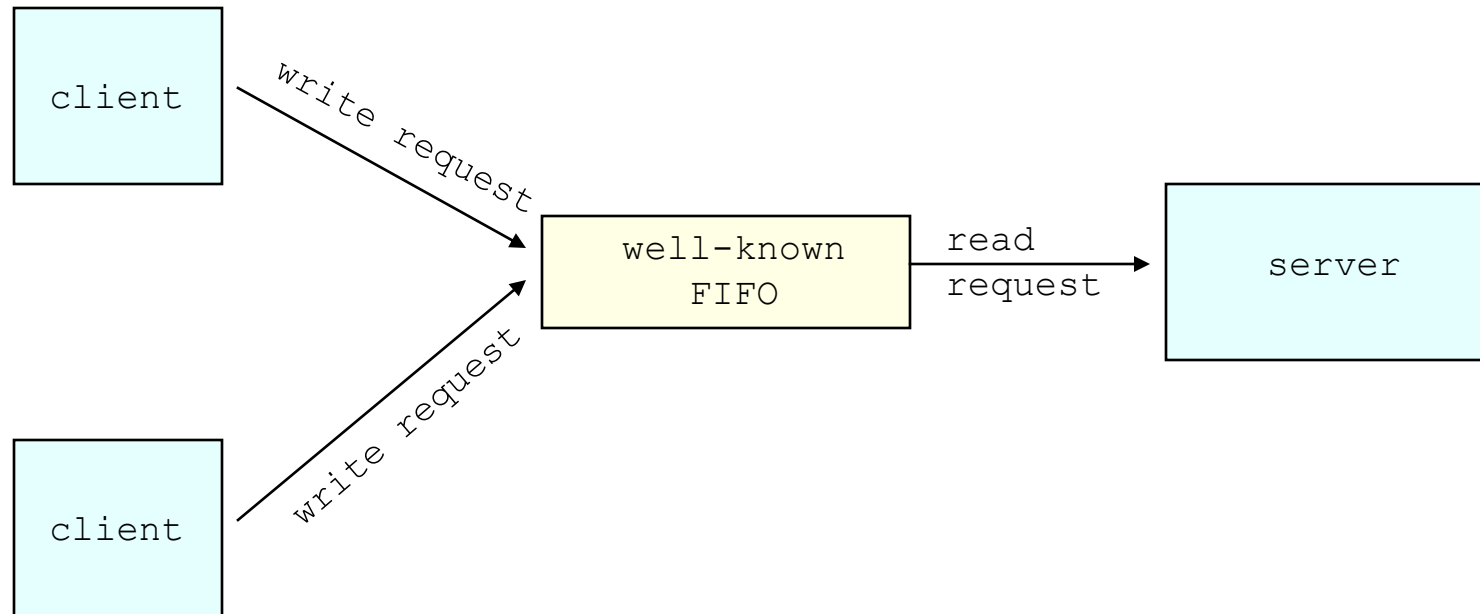 client
write request
well-known
FIFO
read
request
server
write request
client